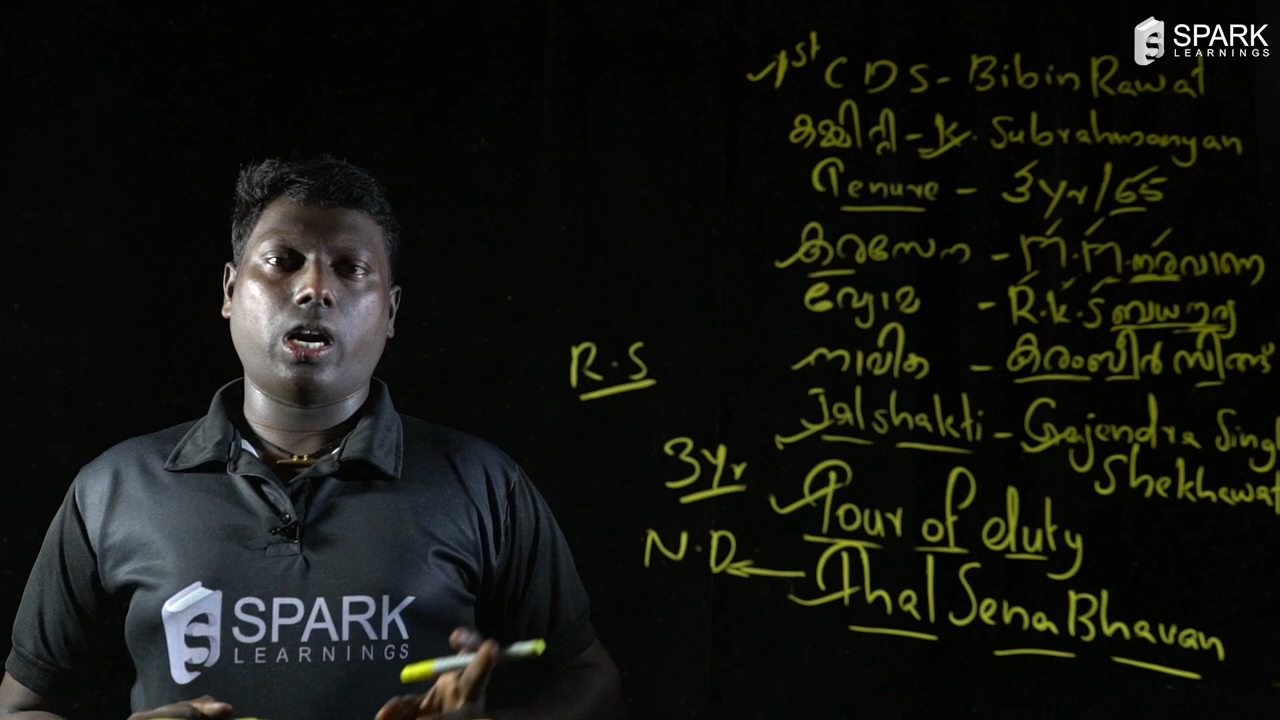 SPARK
LEARNINGS
1st CDS - Bibin Rawat
കമ്മിറ്റി - K. Subrahmanyan
Tenure - 3yr/65
കരസേന - M.M.നരവാണ
വ്യോമ - R.K.S ബധൗര്യ
നാവിക - കരംബീർ സിങ്ങ്
R.S
Jalshakti - Gajendra Singh
Shekhawat
3yr
Tour of duty
N.D ← Thal Sena Bhavan
SPARK
LEARNINGS